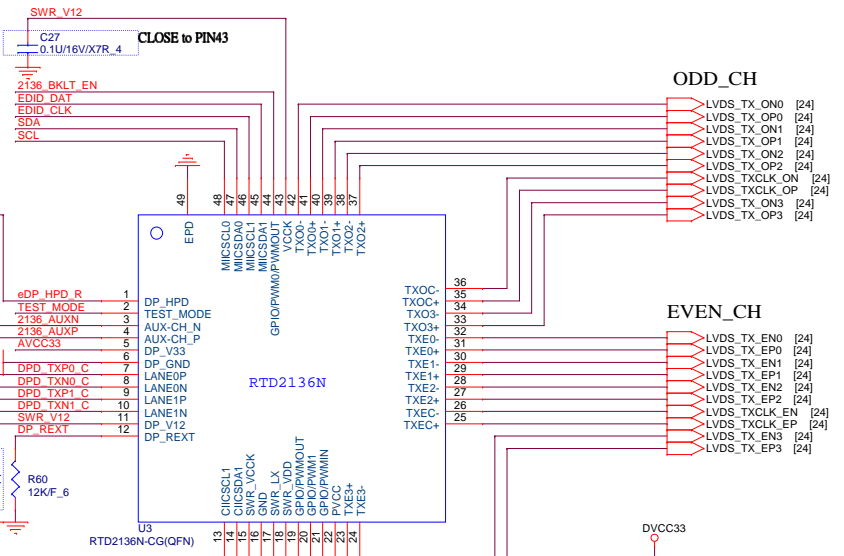 SWR_V12
C27
0.1U/16V/X7R_4
CLOSE to PIN43
2136_BKLT_EN
EDID_DAT
EDID_CLK
SDA
SCL
ODD_CH
LVDS_TX_ON0 [24]
LVDS_TX_OP0 [24]
LVDS_TX_ON1 [24]
LVDS_TX_OP1 [24]
LVDS_TX_ON2 [24]
LVDS_TX_OP2 [24]
LVDS_TXCLK_ON [24]
LVDS_TXCLK_OP [24]
LVDS_TX_ON3 [24]
LVDS_TX_OP3 [24]
49
48
47
46
45
44
43
42
41
40
39
38
37
EPD
MIICSCL0
MIICSDA0
MIICSCL1
MIICSDA1
GPIO/PWM0/PWMOUT
VCCK
TXO0-
TXO0+
TXO1-
TXO1+
TXO2-
TXO2+
eDP_HPD_R 1 DP_HPD
TEST_MODE 2 TEST_MODE
2136_AUXN 3 AUX-CH_N
2136_AUXP 4 AUX-CH_P
AVCC33 5 DP_V33
6 DP_GND
DPD_TXP0_C 7 LANE0P
DPD_TXN0_C 8 LANE0N
DPD_TXP1_C 9 LANE1P
DPD_TXN1_C 10 LANE1N
SWR_V12 11 DP_V12
DP_REXT 12 DP_REXT
RTD2136N
TXOC- 36
TXOC+ 35
TXO3- 34
TXO3+ 33
TXE0- 32
TXE0+ 31
TXE1- 30
TXE1+ 29
TXE2- 28
TXE2+ 27
TXEC- 26
TXEC+ 25
EVEN_CH
LVDS_TX_EN0 [24]
LVDS_TX_EP0 [24]
LVDS_TX_EN1 [24]
LVDS_TX_EP1 [24]
LVDS_TX_EN2 [24]
LVDS_TX_EP2 [24]
LVDS_TXCLK_EN [24]
LVDS_TXCLK_EP [24]
LVDS_TX_EN3 [24]
LVDS_TX_EP3 [24]
R60
12K/F_6
CIICSCL1
CIICSDA1
SWR_VCCK
GND
SWR_LX
SWR_VDD
GPIO/PWMOUT
GPIO/PWM1
GPIO/PWMIN
PVCC
TXE3+
TXE3-
U3
RTD2136N-CG(QFN)
13
14
15
16
17
18
19
20
21
22
23
24
DVCC33